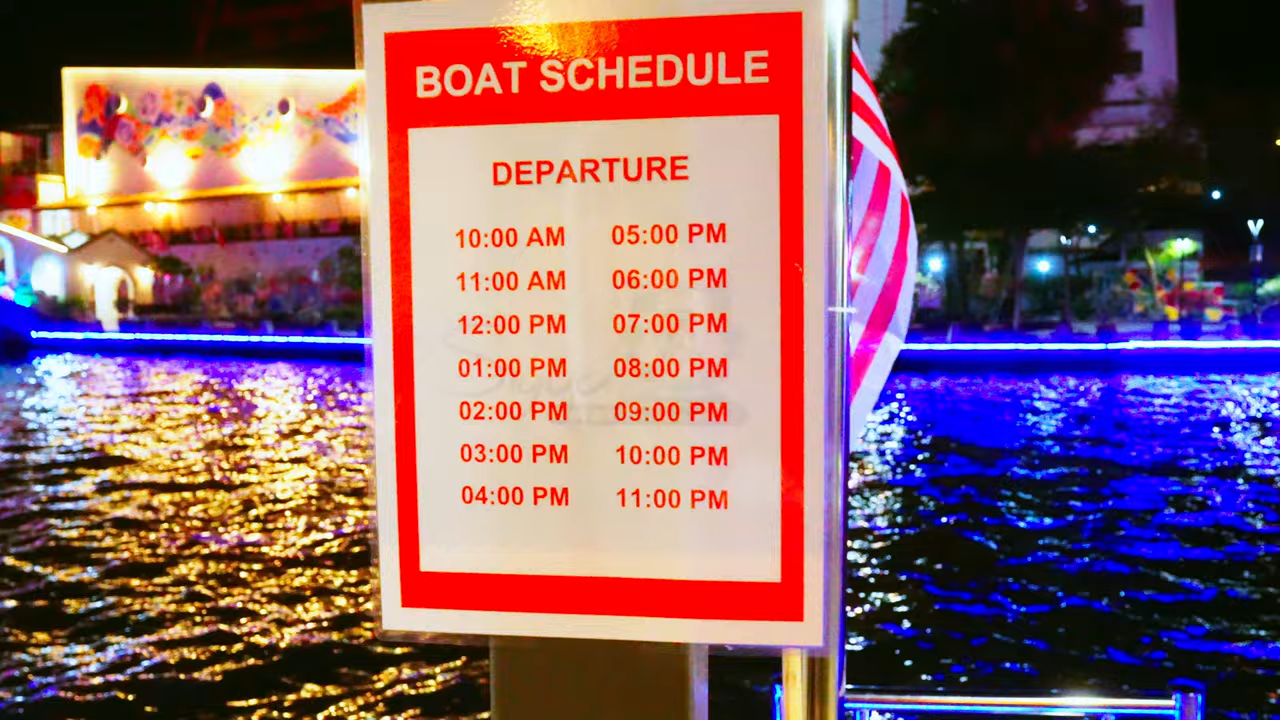 BOAT SCHEDULE
DEPARTURE
10:00 AM 05:00 PM
11:00 AM 06:00 PM
12:00 PM 07:00 PM
01:00 PM 08:00 PM
02:00 PM 09:00 PM
03:00 PM 10:00 PM
04:00 PM 11:00 PM